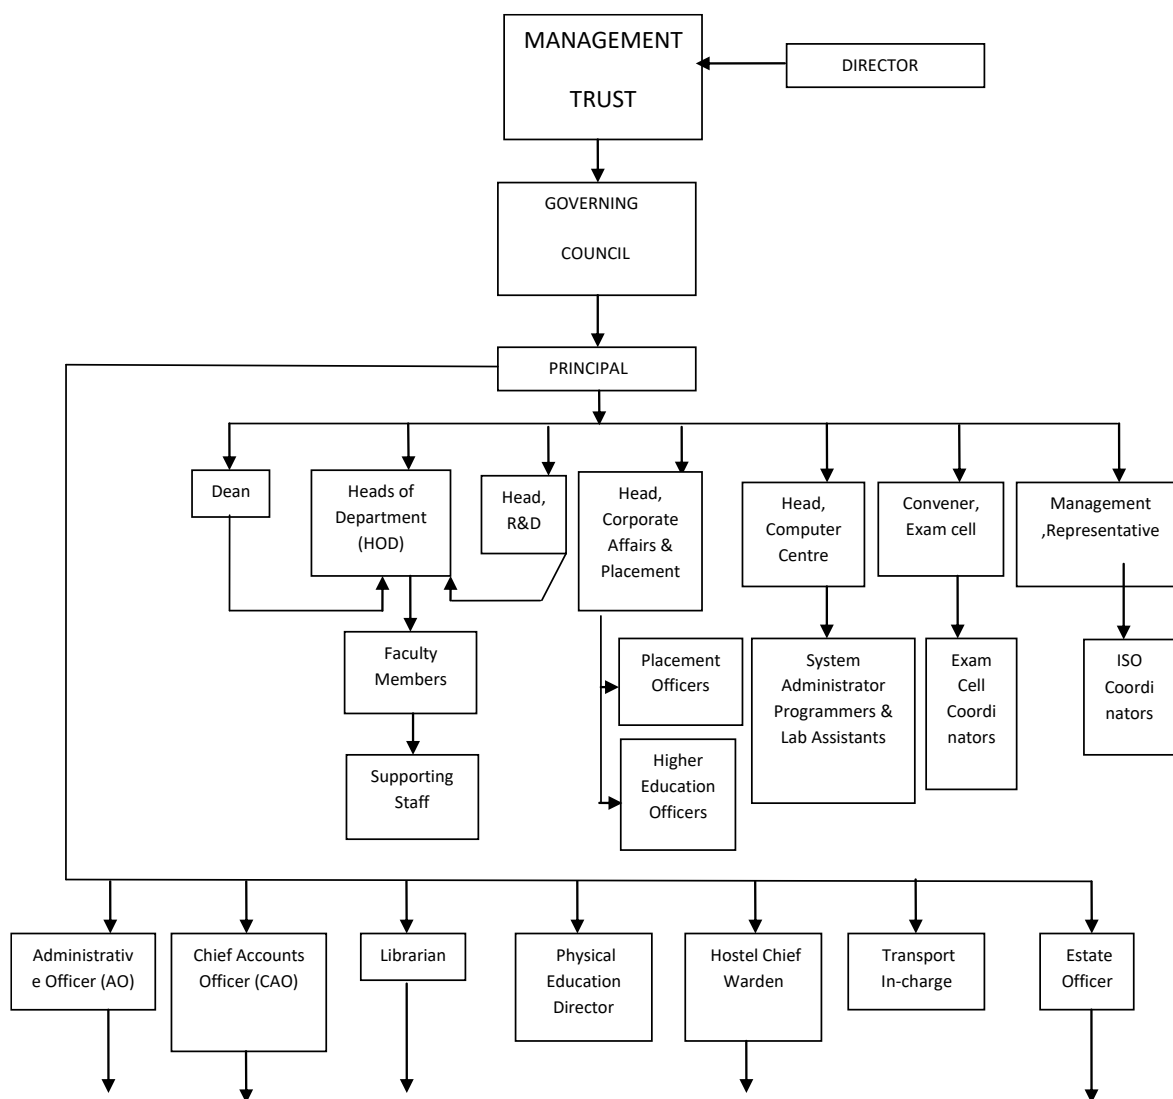 MANAGEMENT
TRUST
DIRECTOR
GOVERNING
COUNCIL
PRINCIPAL
Dean
Heads of
Department
(HOD)
Head,
R&D
Head,
Corporate
Affairs &
Placement
Head,
Computer
Centre
Convener,
Exam cell
Management
,Representative
Faculty
Members
Placement
Officers
System
Administrator
Programmers &
Lab Assistants
Exam
Cell
Coordi
nators
ISO
Coordi
nators
Supporting
Staff
Higher
Education
Officers
Administrativ
e Officer (AO)
Chief Accounts
Officer (CAO)
Librarian
Physical
Education
Director
Hostel Chief
Warden
Transport
In-charge
Estate
Officer